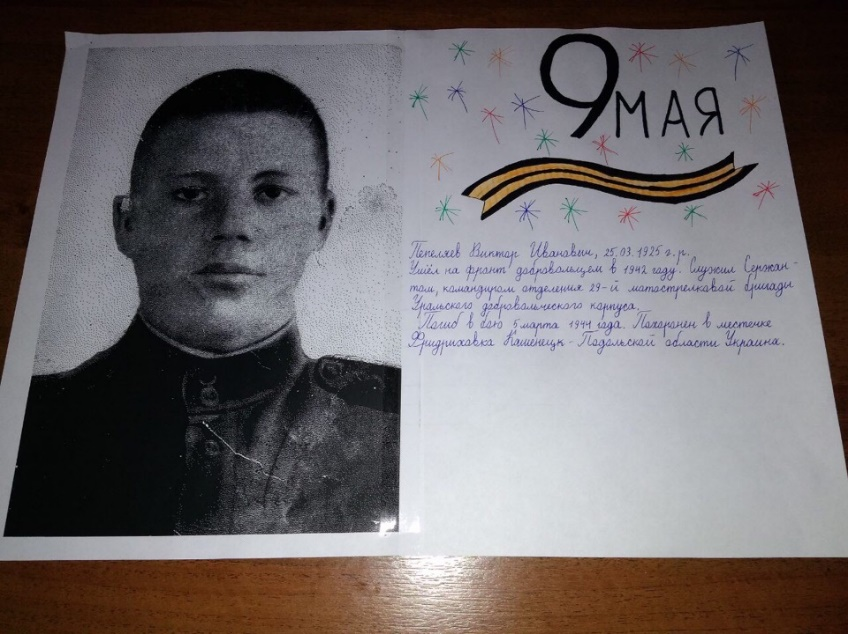 9 МАЯ
Пепеляев Виктор Иванович, 25.03.1925 г.р.
Ушёл на фронт добровольцем в 1942 году. Служил Сержан-
том, командиром отделения 29-й мотострелковой бригады
Уральского добровольческого корпуса.
Погиб в бою 5 марта 1944 года. Похоронен в местечке
Фридриховка Кашенецк-Подольской области Украина.